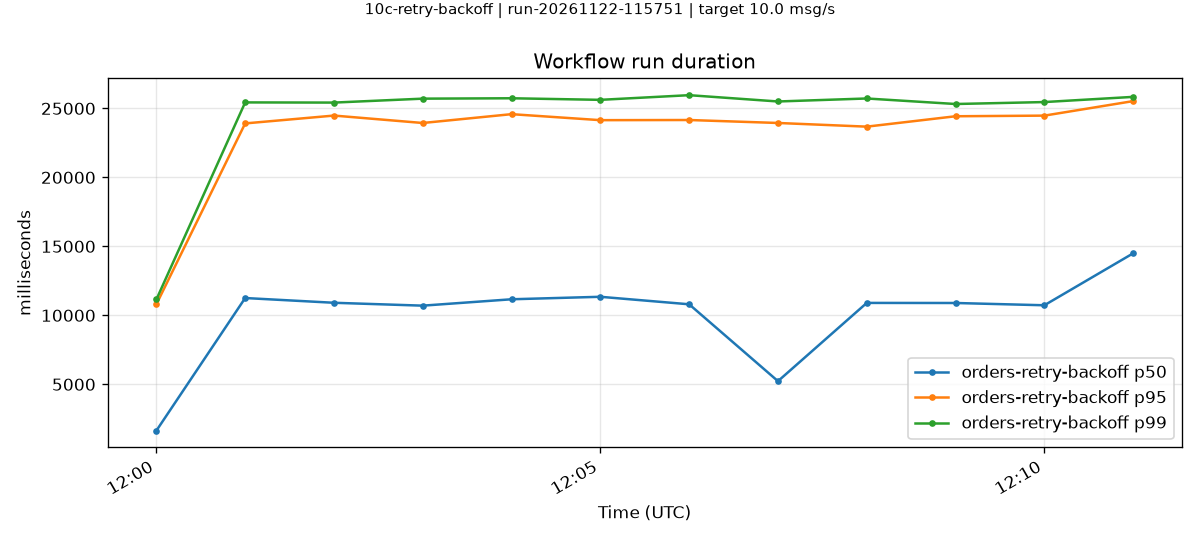 10c-retry-backoff | run-20261122-115751 | target 10.0 msg/s
Workflow run duration
25000
20000
15000
10000
5000
milliseconds
orders-retry-backoff p50
orders-retry-backoff p95
orders-retry-backoff p99
12:00
12:05
12:10
Time (UTC)